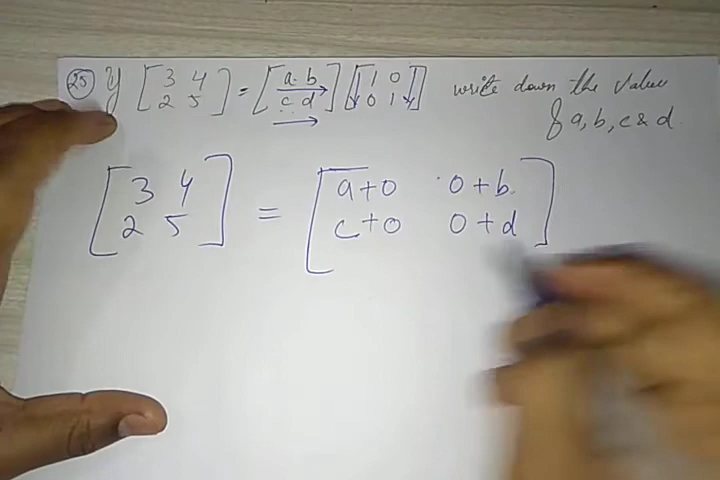 25 If [3 4 2 5] = [a b c d] [1 0 0 1] write down the values
of a, b, c & d.
[3 4 2 5] = [a+0 0+b c+0 0+d]